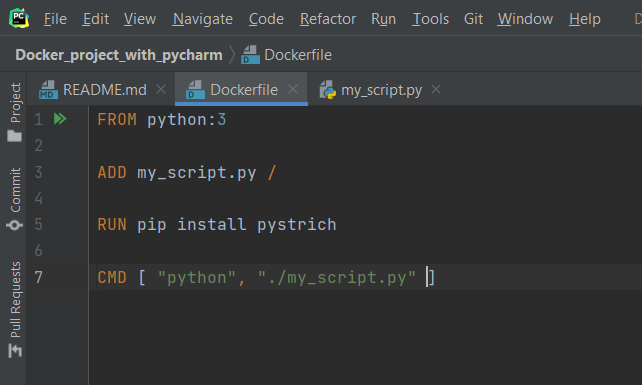 PC File Edit View Navigate Code Refactor Run Tools Git Window Help
Docker_project_with_pycharm Dockerfile
MD README.md D Dockerfile my_script.py
Project
Commit
Pull Requests
1 FROM python:3
2
3 ADD my_script.py /
4
5 RUN pip install pystrich
6
7 CMD [ "python", "./my_script.py" ]